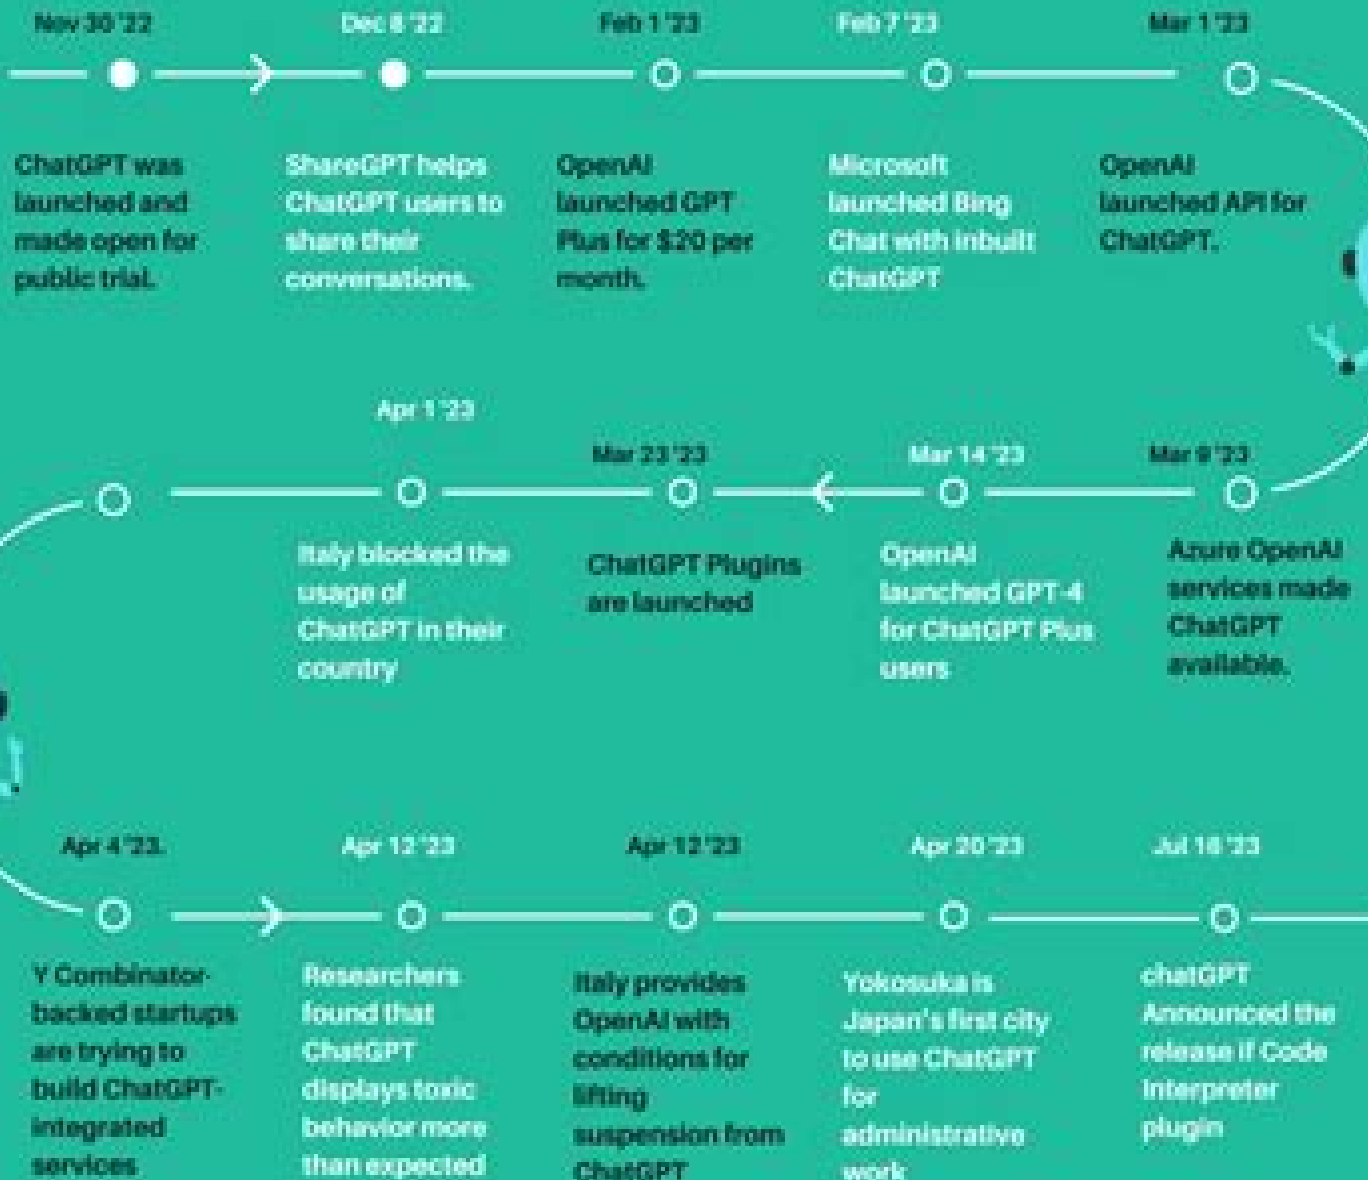 Nov 30 '22
ChatGPT was
launched and
made open for
public trial.
Dec 8 '22
ShareGPT helps
ChatGPT users to
share their
conversations.
Feb 1 '23
OpenAI
launched GPT
Plus for $20 per
month.
Feb 7 '23
Microsoft
launched Bing
Chat with inbuilt
ChatGPT
Mar 1 '23
OpenAI
launched API for
ChatGPT.
Mar 9 '23
Azure OpenAI
services made
ChatGPT
available.
Mar 14 '23
OpenAI
launched GPT-4
for ChatGPT Plus
users
Mar 23 '23
ChatGPT Plugins
are launched
Apr 1 '23
Italy blocked the
usage of
ChatGPT in their
country
Apr 4 '23.
Y Combinator-
backed startups
are trying to
build ChatGPT-
integrated
services
Apr 12 '23
Researchers
found that
ChatGPT
displays toxic
behavior more
than expected
Apr 12 '23
Italy provides
OpenAI with
conditions for
lifting
suspension from
ChatGPT
Apr 20 '23
Yokosuka is
Japan's first city
to use ChatGPT
for
administrative
work
Jul '23
chatGPT
Announced the
release if Code
Interpreter
plugin